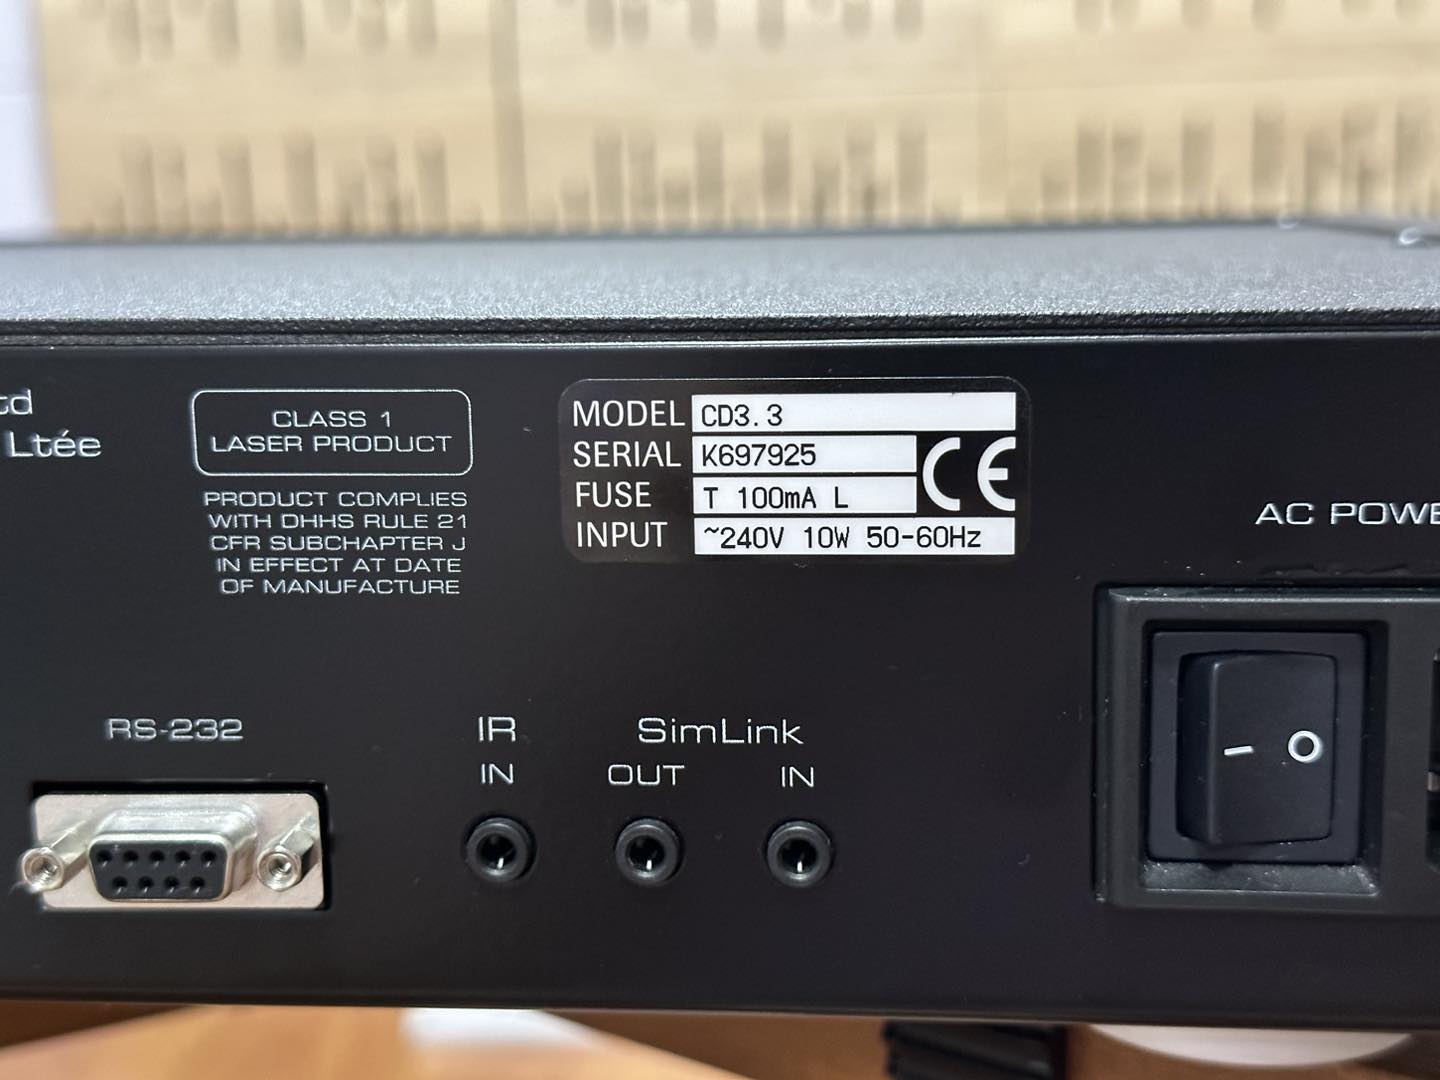 Ltée
CLASS 1
LASER PRODUCT
PRODUCT COMPLIES
WITH DHHS RULE 21
CFR SUBCHAPTER J
IN EFFECT AT DATE
OF MANUFACTURE
MODEL CD3.3
SERIAL K697925
FUSE T 100mA L
INPUT ~240V 10W 50-60Hz
CE
AC POWE
RS-232
IR
IN
SimLink
OUT IN